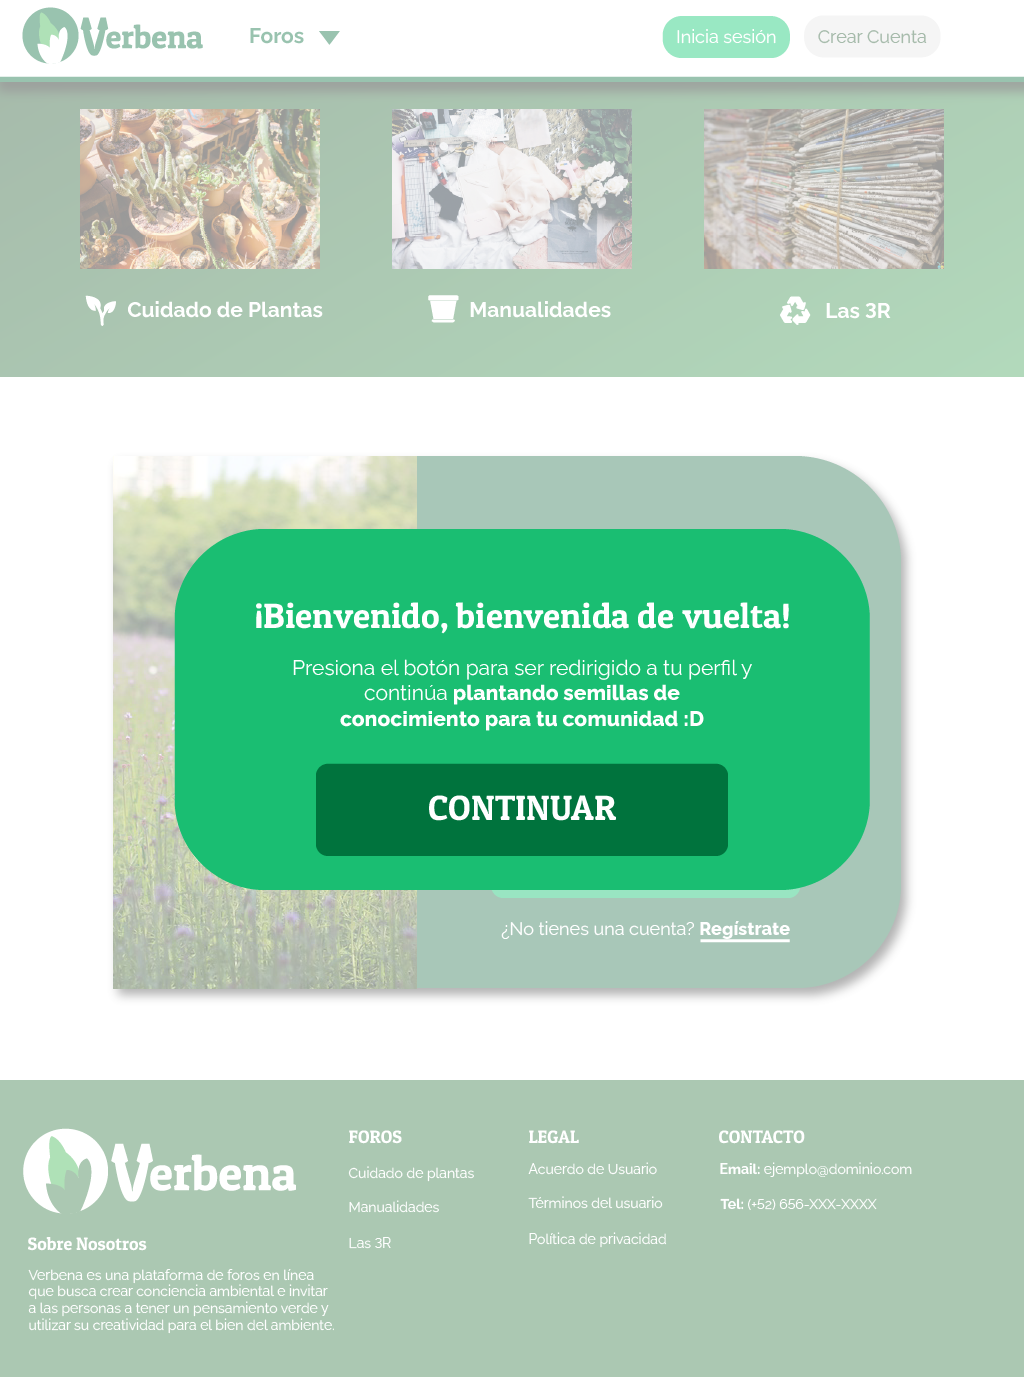 Verbena
Foros
Inicia sesión
Crear Cuenta
Cuidado de Plantas
Manualidades
Las 3R
¡Bienvenido, bienvenida de vuelta!
Presiona el botón para ser redirigido a tu perfil y
continúa plantando semillas de
conocimiento para tu comunidad :D
CONTINUAR
¿No tienes una cuenta? Regístrate
Verbena
Sobre Nosotros
Verbena es una plataforma de foros en línea
que busca crear conciencia ambiental e invitar
a las personas a tener un pensamiento verde y
utilizar su creatividad para el bien del ambiente.
FOROS
Cuidado de plantas
Manualidades
Las 3R
LEGAL
Acuerdo de Usuario
Términos del usuario
Política de privacidad
CONTACTO
Email: ejemplo@dominio.com
Tel: (+52) 656-XXX-XXXX